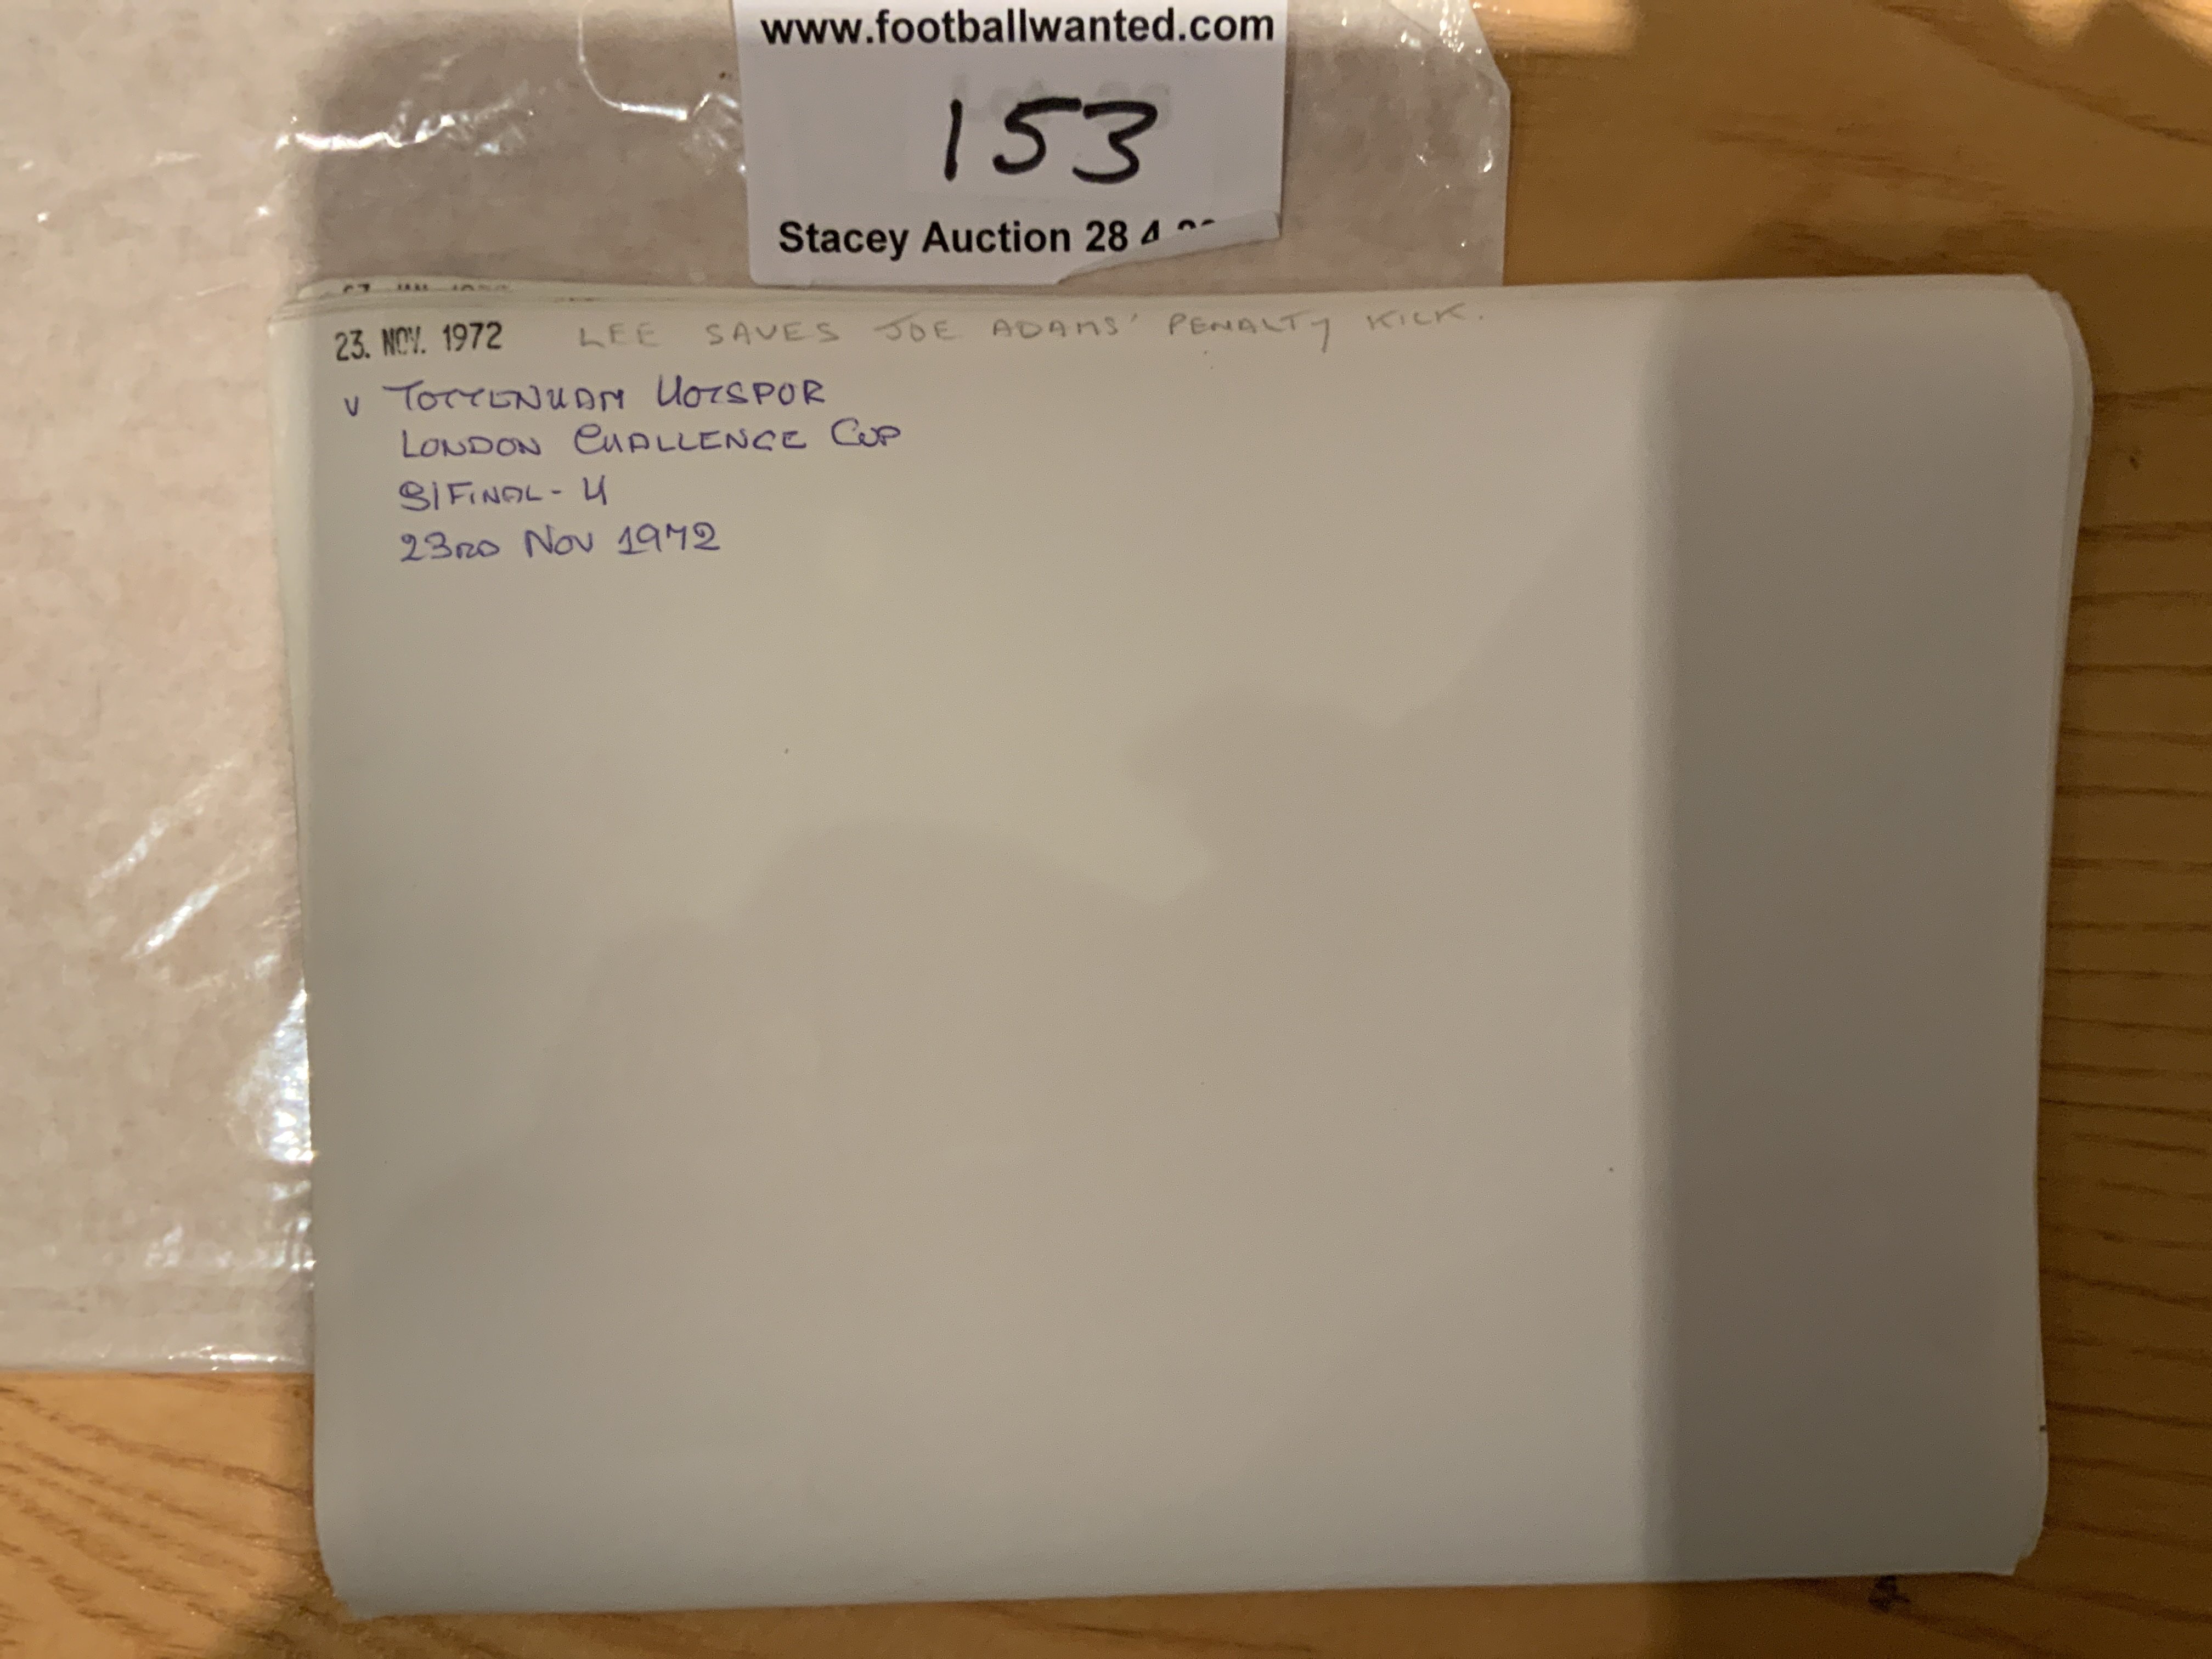 www.footballwanted.com
153
Stacey Auction 28 4
23. NOV. 1972 LEE SAVES JOE ADAMS' PENALTY KICK.
v TOTTENHAM HOTSPUR
LONDON CHALLENGE CUP
S/FINAL - H
23RD NOV 1972